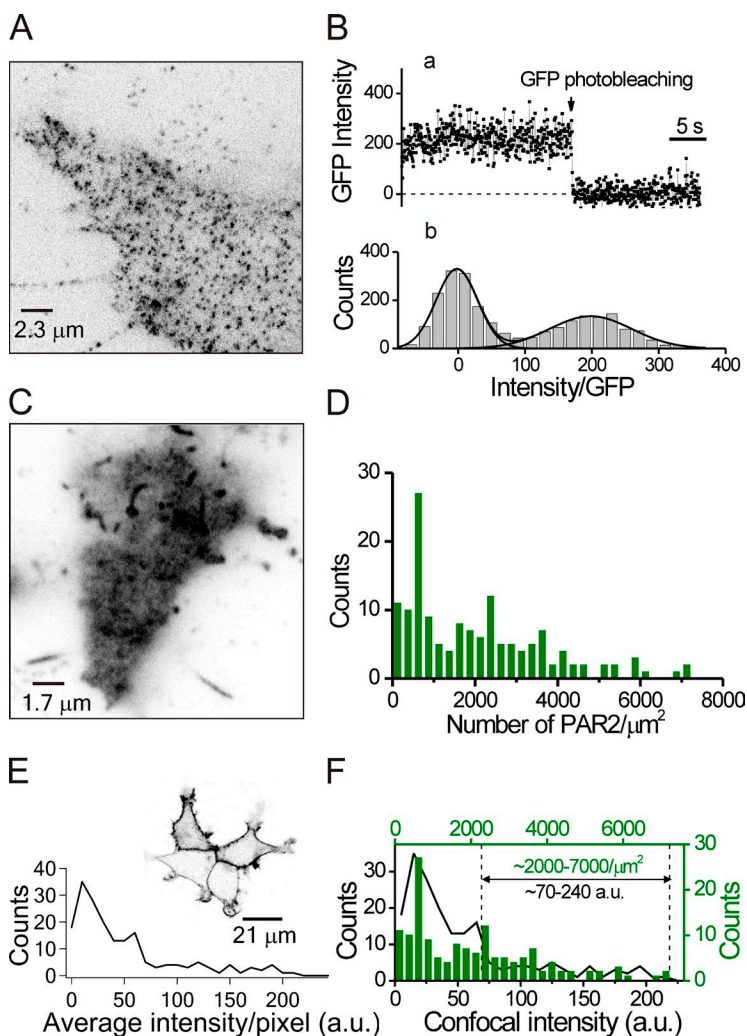 A
2.3 μm
B
a
GFP photobleaching
5 s
GFP Intensity
400
200
0
b
Counts
400
200
0
0 100 200 300 400
Intensity/GFP
C
1.7 μm
D
Counts
30
20
10
0
0 2000 4000 6000 8000
Number of PAR2/μm²
E
21 μm
Counts
40
30
20
10
0
0 50 100 150 200
Average intensity/pixel (a.u.)
F
0 2000 4000 6000
~2000-7000/μm²
~70-240 a.u.
Counts
30
20
10
0
30
20
10
0
Counts
0 50 100 150 200
Confocal intensity (a.u.)